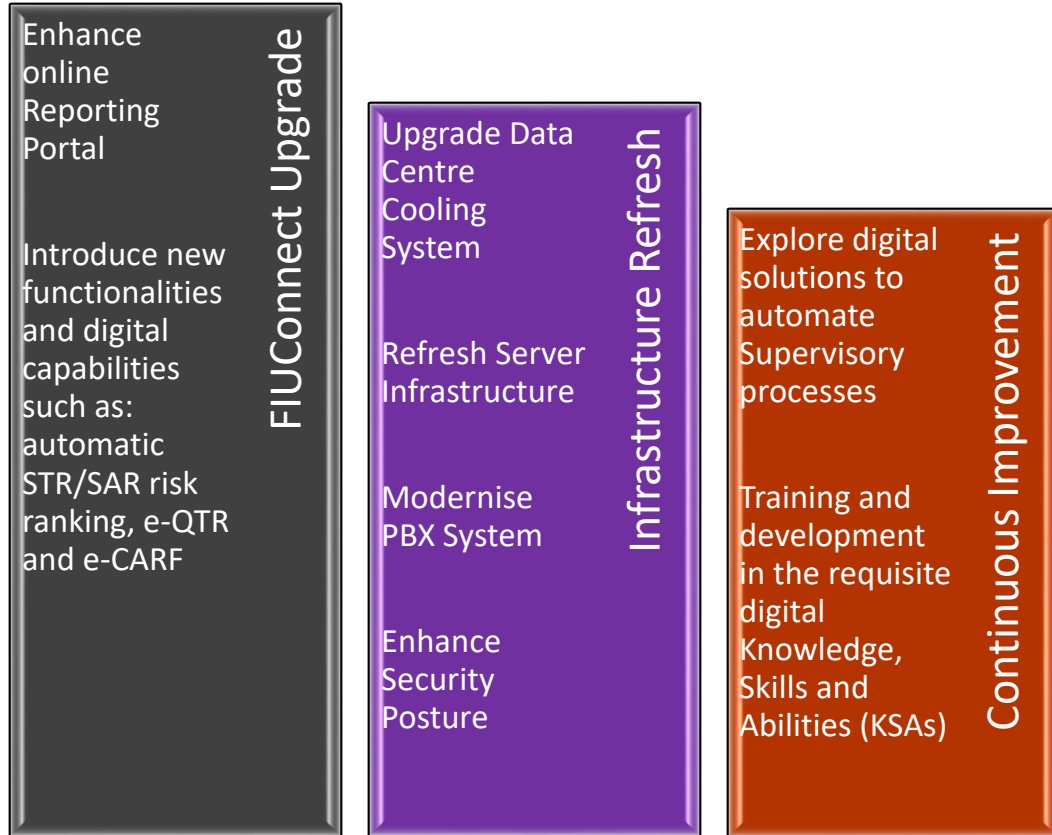 Enhance
online
Reporting
Portal
Introduce new
functionalities
and digital
capabilities
such as:
automatic
STR/SAR risk
ranking, e-QTR
and e-CARF
FIUConnect Upgrade
Upgrade Data
Centre
Cooling
System
Refresh Server
Infrastructure
Modernise
PBX System
Enhance
Security
Posture
Infrastructure Refresh
Explore digital
solutions to
automate
Supervisory
processes
Training and
development
in the requisite
digital
Knowledge,
Skills and
Abilities (KSAs)
Continuous Improvement